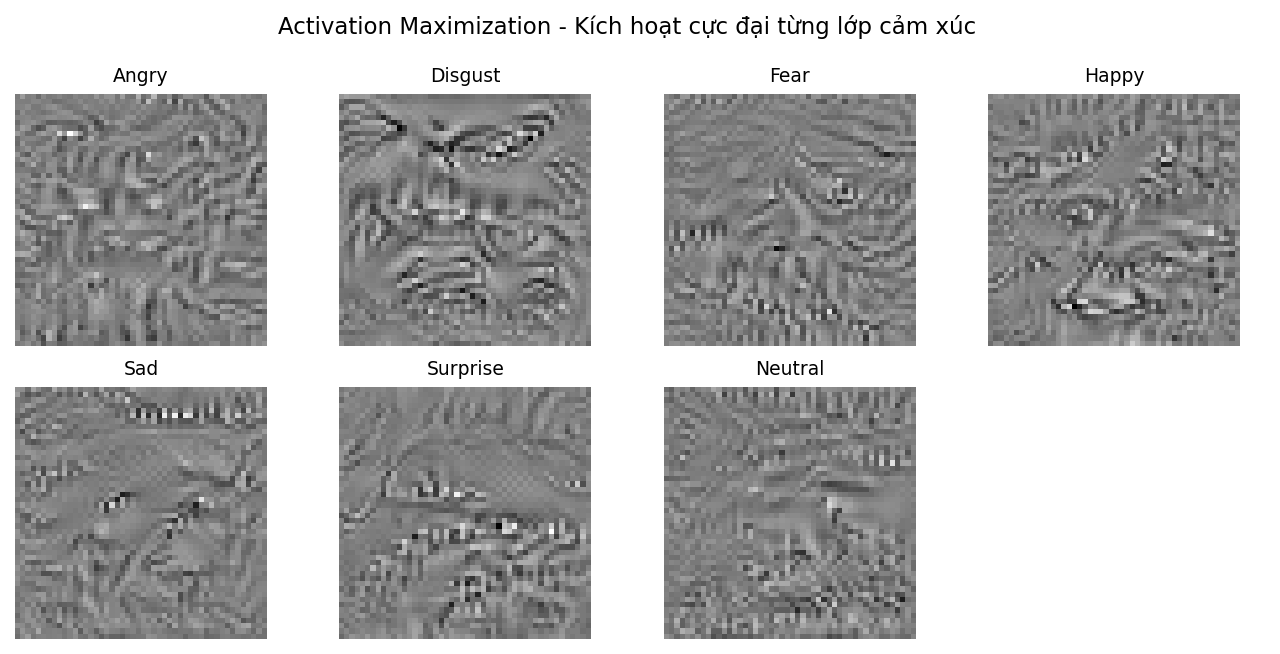 Activation Maximization - Kích hoạt cực đại từng lớp cảm xúc
Angry
Disgust
Fear
Happy
Sad
Surprise
Neutral